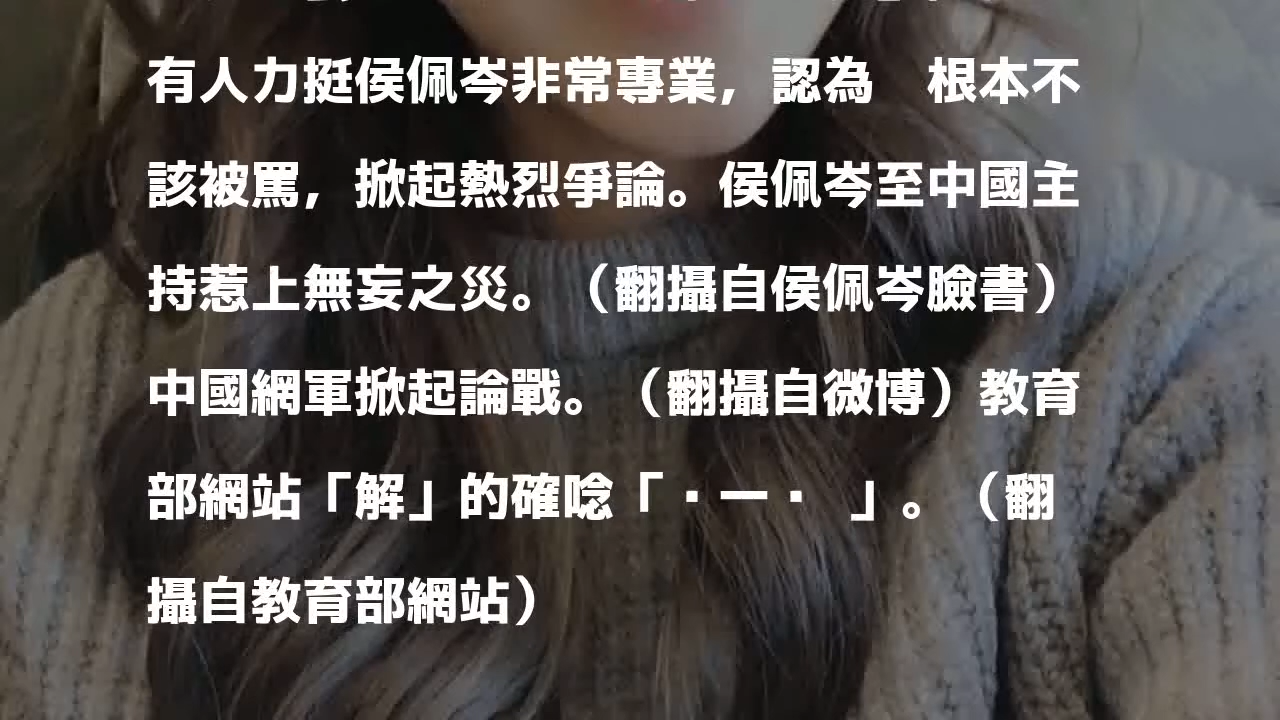 有人力挺侯佩岑非常專業，認為　根本不
該被罵，掀起熱烈爭論。侯佩岑至中國主
持惹上無妄之災。（翻攝自侯佩岑臉書）
中國網軍掀起論戰。（翻攝自微博）教育
部網站「解」的確唸「・一・　」。（翻
攝自教育部網站）